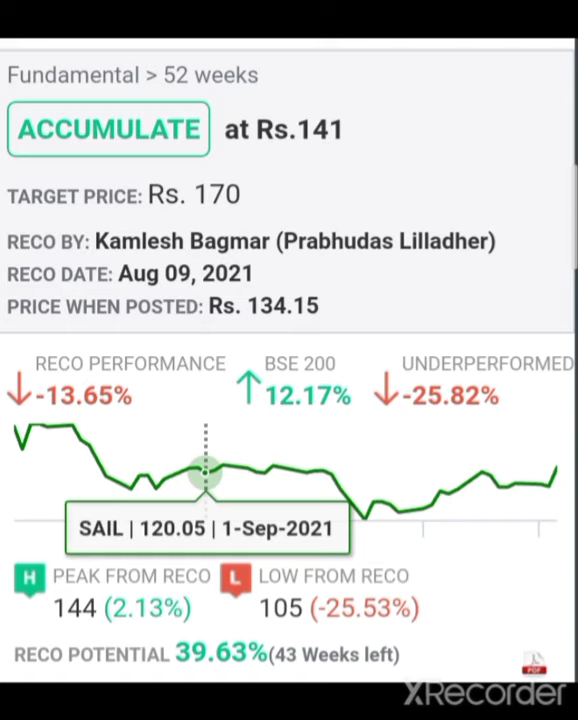 Fundamental > 52 weeks
ACCUMULATE at Rs.141
TARGET PRICE: Rs. 170
RECO BY: Kamlesh Bagmar (Prabhudas Lilladher)
RECO DATE: Aug 09, 2021
PRICE WHEN POSTED: Rs. 134.15
RECO PERFORMANCE BSE 200 UNDERPERFORMED
-13.65% 12.17% -25.82%
SAIL | 120.05 | 1-Sep-2021
H PEAK FROM RECO L LOW FROM RECO
144 (2.13%) 105 (-25.53%)
RECO POTENTIAL 39.63%(43 Weeks left)
PDF
XRecorder